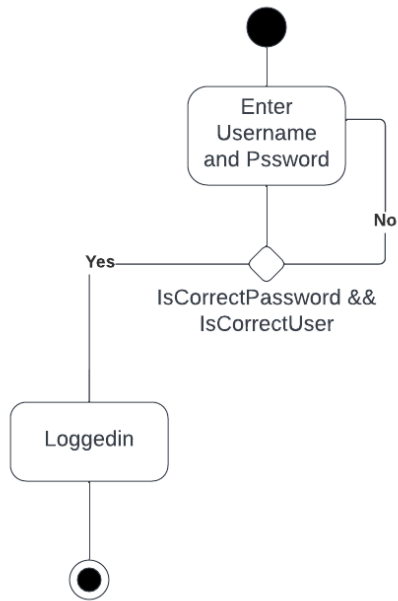 Enter
Username
and Pssword
No
Yes
IsCorrectPassword &&
IsCorrectUser
Loggedin